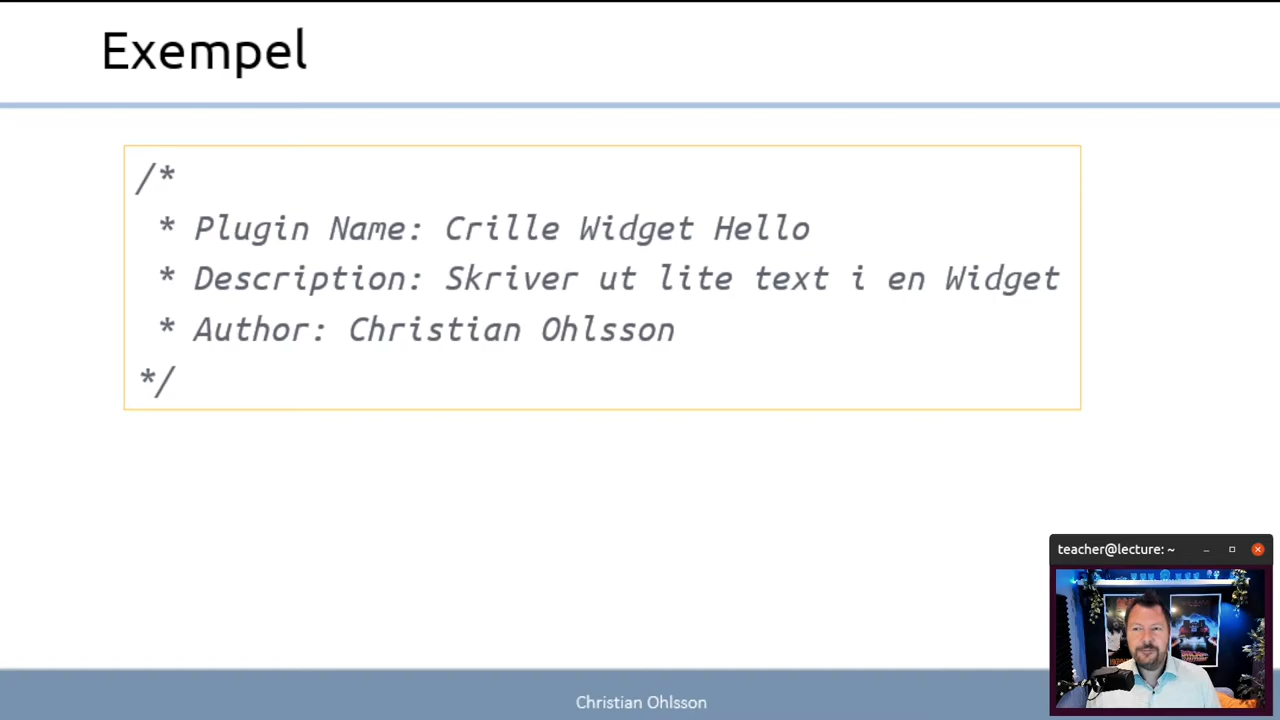 Exempel
/*
* Plugin Name: Crille Widget Hello
* Description: Skriver ut lite text i en Widget
* Author: Christian Ohlsson
*/
teacher@lecture: ~
Christian Ohlsson